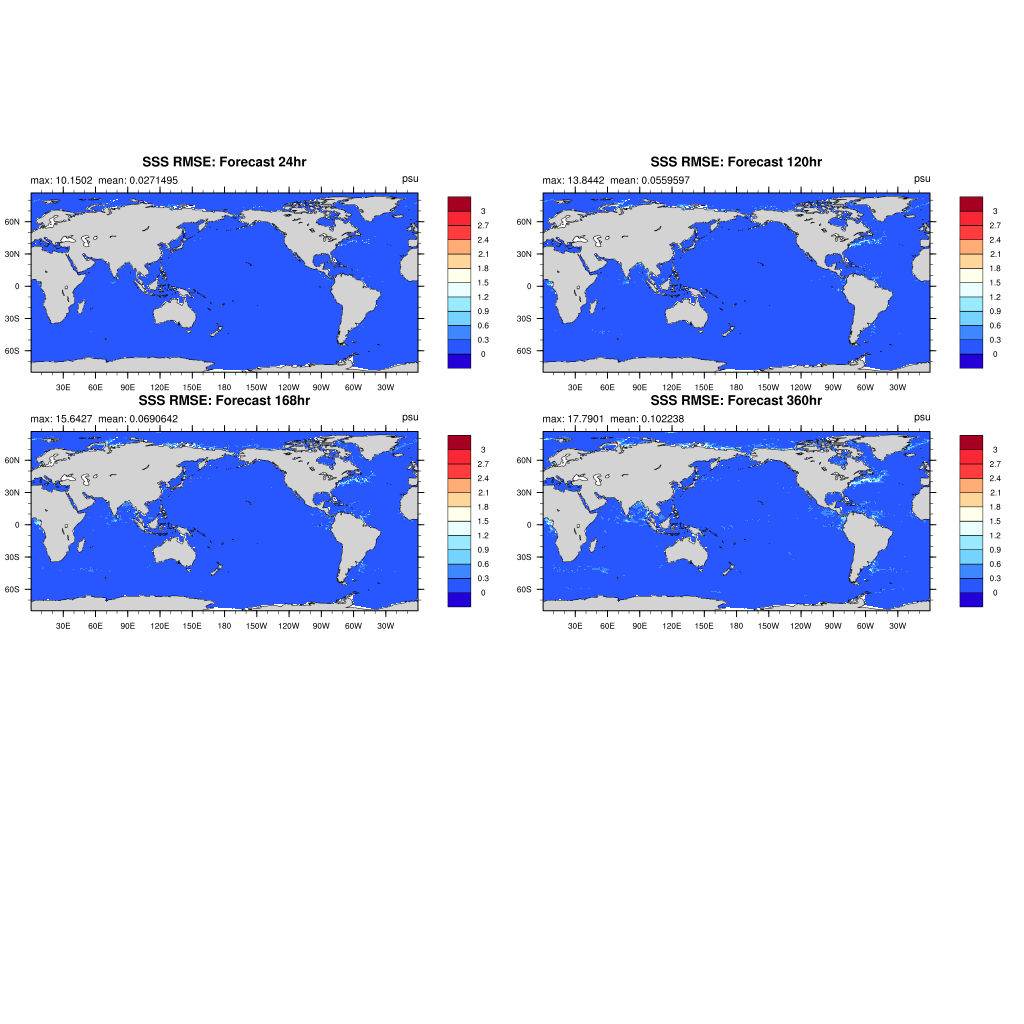 SSS RMSE: Forecast 24hr
max: 10.1502 mean: 0.0271495 psu
60N
30N
0
30S
60S
30E 60E 90E 120E 150E 180 150W 120W 90W 60W 30W
3
2.7
2.4
2.1
1.8
1.5
1.2
0.9
0.6
0.3
0
SSS RMSE: Forecast 120hr
max: 13.8442 mean: 0.0559597 psu
60N
30N
0
30S
60S
30E 60E 90E 120E 150E 180 150W 120W 90W 60W 30W
3
2.7
2.4
2.1
1.8
1.5
1.2
0.9
0.6
0.3
0
SSS RMSE: Forecast 168hr
max: 15.6427 mean: 0.0690642 psu
60N
30N
0
30S
60S
30E 60E 90E 120E 150E 180 150W 120W 90W 60W 30W
3
2.7
2.4
2.1
1.8
1.5
1.2
0.9
0.6
0.3
0
SSS RMSE: Forecast 360hr
max: 17.7901 mean: 0.102238 psu
60N
30N
0
30S
60S
30E 60E 90E 120E 150E 180 150W 120W 90W 60W 30W
3
2.7
2.4
2.1
1.8
1.5
1.2
0.9
0.6
0.3
0